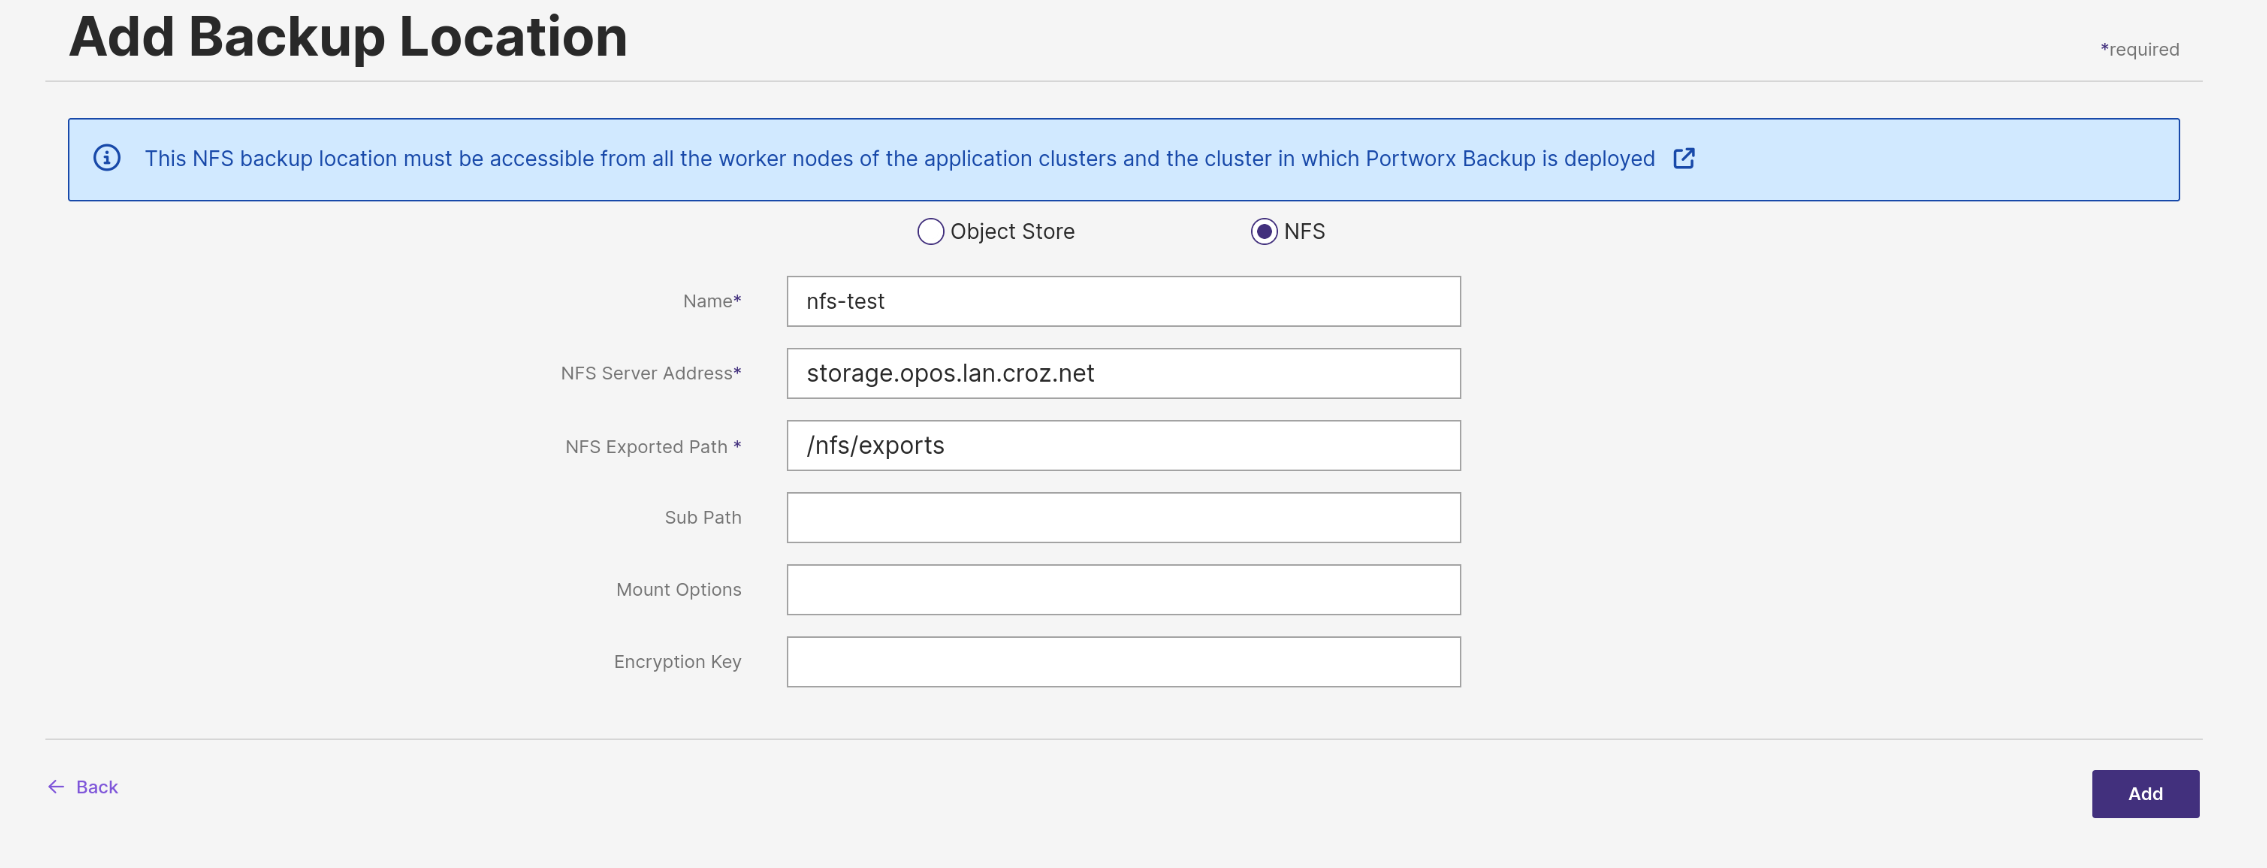 Add Backup Location
*required
This NFS backup location must be accessible from all the worker nodes of the application clusters and the cluster in which Portworx Backup is deployed
Object Store
NFS
Name*
nfs-test
NFS Server Address*
storage.opos.lan.croz.net
NFS Exported Path *
/nfs/exports
Sub Path
Mount Options
Encryption Key
Back
Add